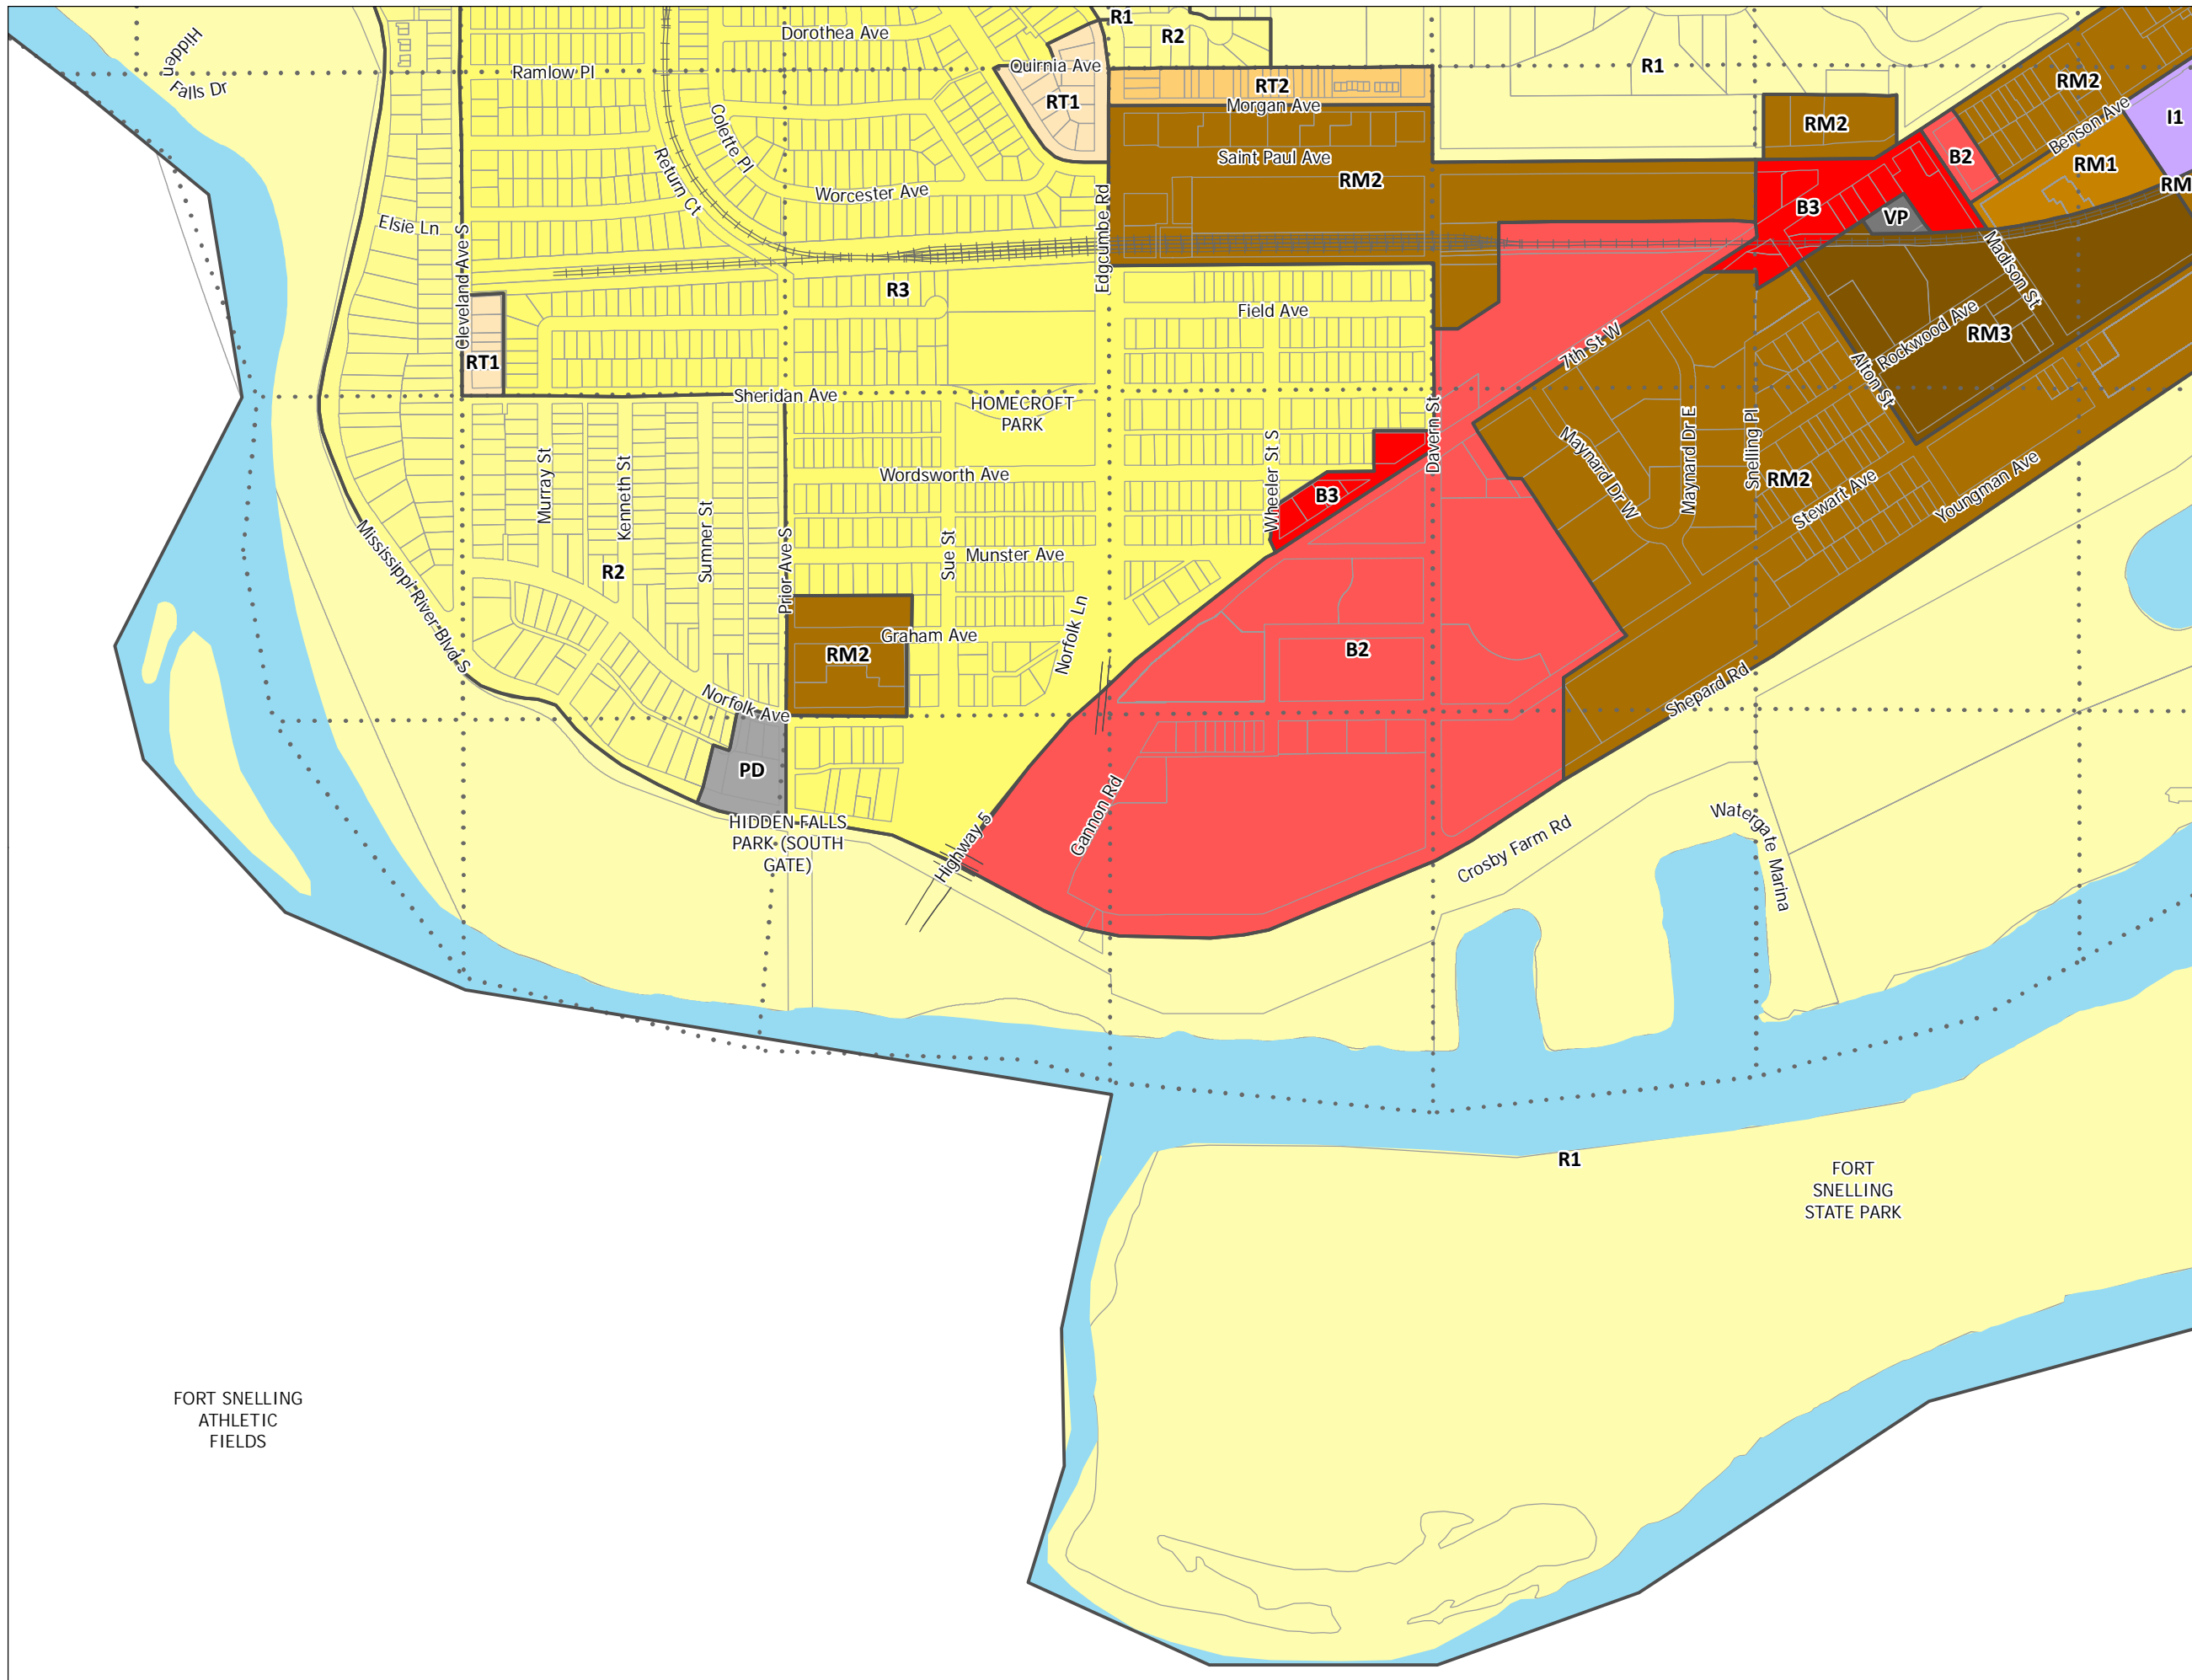 R1
Hidden
Falls Dr
Dorothea Ave
R2
Ramlow Pl
Quirnia Ave
RT1
R1
RT2
Morgan Ave
RM2
RM2
I1
Benson Ave
Colette Pl
Return Ct
Worcester Ave
Saint Paul Ave
RM2
B2
RM1
RM
Elsie Ln
Cleveland Ave S
Edgcumbe Rd
B3
VP
Madison St
R3
Field Ave
7th St W
Rockwood Ave
RM3
Alton St
RT1
Sheridan Ave
HOMECROFT
PARK
Davern St
Maynard Dr W
Maynard Dr E
Snelling Pl
RM2
Stewart Ave
Youngman Ave
Murray St
Kenneth St
Sumner St
Prior Ave S
Wordsworth Ave
Wheeler St S
B3
Mississippi River Blvd S
R2
Sue St
Munster Ave
Graham Ave
Norfolk Ln
RM2
B2
Shepard Rd
Norfolk Ave
PD
HIDDEN FALLS
PARK (SOUTH
GATE)
Highway 5
Gannon Rd
Crosby Farm Rd
Watergate Marina
R1
FORT
SNELLING
STATE PARK
FORT SNELLING
ATHLETIC
FIELDS